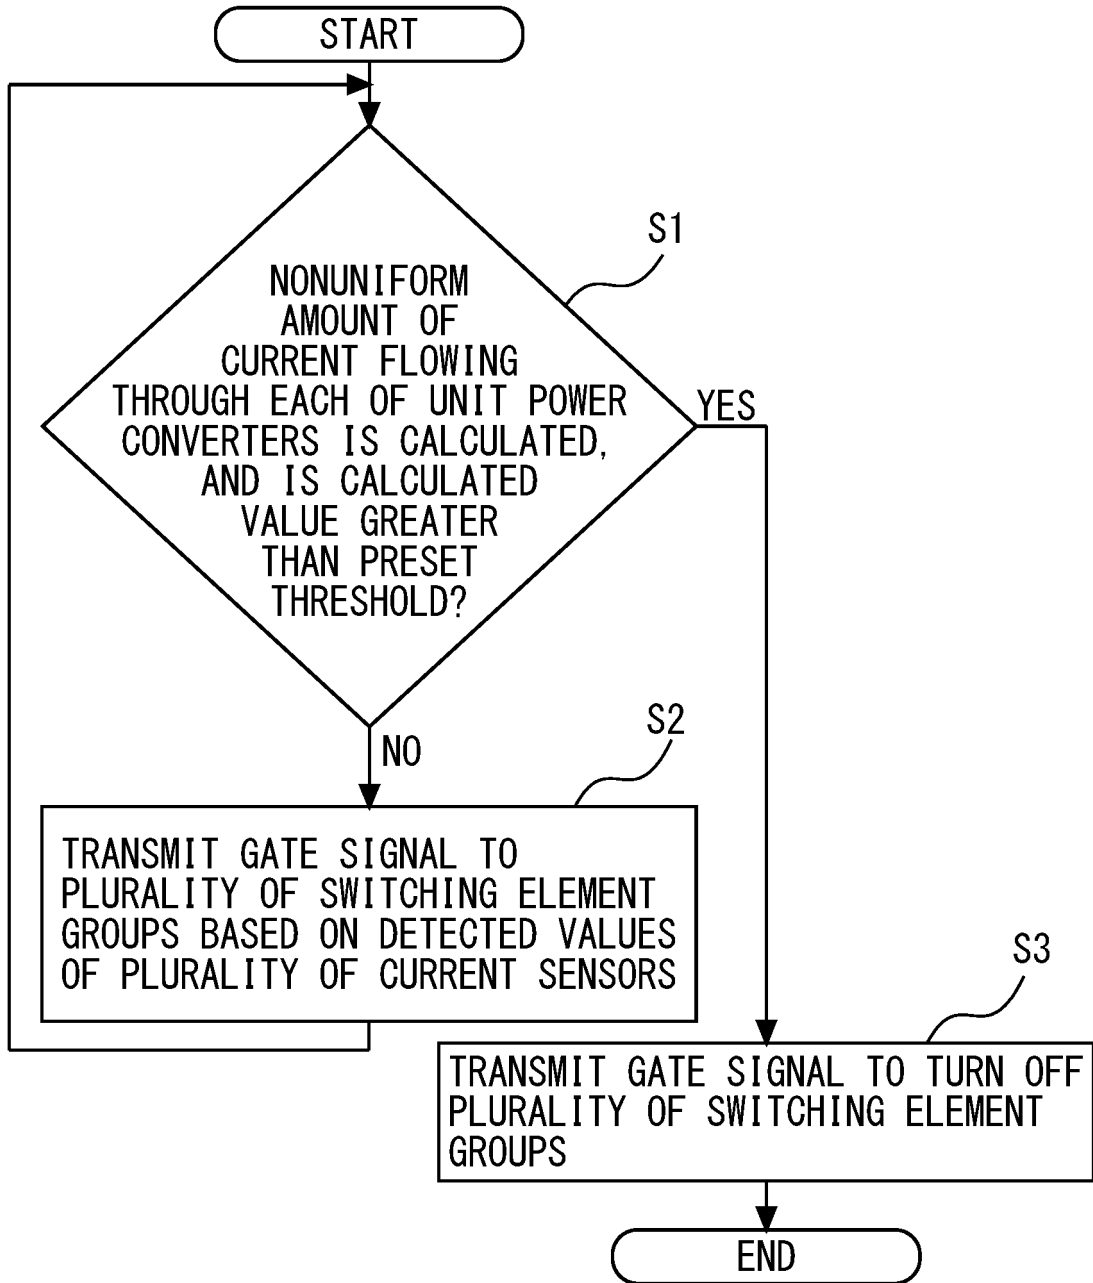 START
S1
NONUNIFORM
AMOUNT OF
CURRENT FLOWING
THROUGH EACH OF UNIT POWER
CONVERTERS IS CALCULATED,
AND IS CALCULATED
VALUE GREATER
THAN PRESET
THRESHOLD?
YES
NO
S2
TRANSMIT GATE SIGNAL TO
PLURALITY OF SWITCHING ELEMENT
GROUPS BASED ON DETECTED VALUES
OF PLURALITY OF CURRENT SENSORS
S3
TRANSMIT GATE SIGNAL TO TURN OFF
PLURALITY OF SWITCHING ELEMENT
GROUPS
END